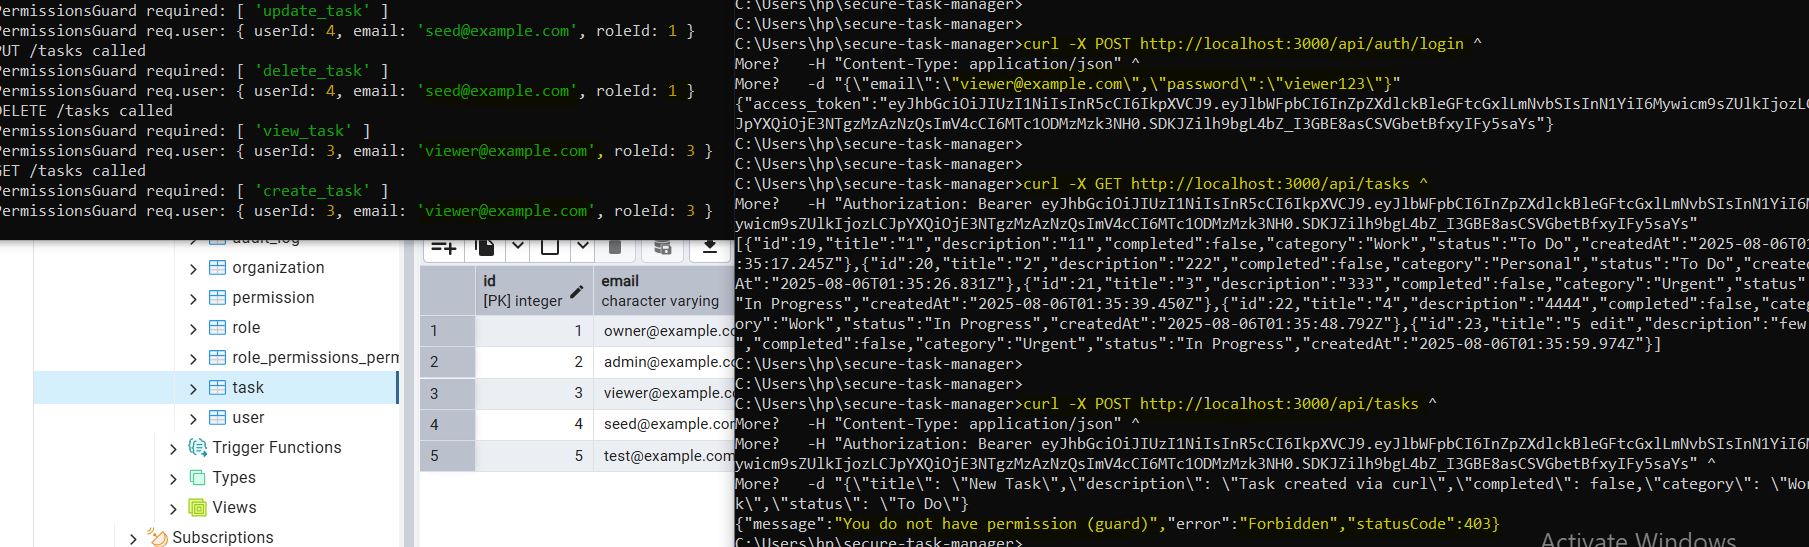 PermissionsGuard required: [ 'update_task' ]
PermissionsGuard req.user: { userId: 4, email: 'seed@example.com', roleId: 1 }
PUT /tasks called
PermissionsGuard required: [ 'delete_task' ]
PermissionsGuard req.user: { userId: 4, email: 'seed@example.com', roleId: 1 }
DELETE /tasks called
PermissionsGuard required: [ 'view_task' ]
PermissionsGuard req.user: { userId: 3, email: 'viewer@example.com', roleId: 3 }
GET /tasks called
PermissionsGuard required: [ 'create_task' ]
PermissionsGuard req.user: { userId: 3, email: 'viewer@example.com', roleId: 3 }
audit_log
organization
permission
role
role_permissions_perm
task
user
Trigger Functions
Types
Views
Subscriptions
id
[PK] integer
email
character varying
1 1 owner@example.co
2 2 admin@example.co
3 3 viewer@example.c
4 4 seed@example.com
5 5 test@example.com
C:\Users\hp\secure-task-manager>
C:\Users\hp\secure-task-manager>
C:\Users\hp\secure-task-manager>curl -X POST http://localhost:3000/api/auth/login ^
More?   -H "Content-Type: application/json" ^
More?   -d "{\"email\":\"viewer@example.com\",\"password\":\"viewer123\"}"
{"access_token":"eyJhbGciOiJIUzI1NiIsInR5cCI6IkpXVCJ9.eyJlbWFpbCI6InZpZXdlckBleGFtcGxlLmNvbSIsInN1YiI6Mywicm9sZUlkIjozLC
JpYXQiOjE3NTgzMzAzNzQsImV4cCI6MTc1ODMzMzk3NH0.SDKJZilh9bgL4bZ_I3GBE8asCSVGbetBfxyIFy5saYs"}
C:\Users\hp\secure-task-manager>
C:\Users\hp\secure-task-manager>
C:\Users\hp\secure-task-manager>curl -X GET http://localhost:3000/api/tasks ^
More?   -H "Authorization: Bearer eyJhbGciOiJIUzI1NiIsInR5cCI6IkpXVCJ9.eyJlbWFpbCI6InZpZXdlckBleGFtcGxlLmNvbSIsInN1YiI6M
ywicm9sZUlkIjozLCJpYXQiOjE3NTgzMzAzNzQsImV4cCI6MTc1ODMzMzk3NH0.SDKJZilh9bgL4bZ_I3GBE8asCSVGbetBfxyIFy5saYs"
[{"id":19,"title":"1","description":"11","completed":false,"category":"Work","status":"To Do","createdAt":"2025-08-06T01
:35:17.245Z"},{"id":20,"title":"2","description":"222","completed":false,"category":"Personal","status":"To Do","created
At":"2025-08-06T01:35:26.831Z"},{"id":21,"title":"3","description":"333","completed":false,"category":"Urgent","status":
"In Progress","createdAt":"2025-08-06T01:35:39.450Z"},{"id":22,"title":"4","description":"4444","completed":false,"categ
ory":"Work","status":"In Progress","createdAt":"2025-08-06T01:35:48.792Z"},{"id":23,"title":"5 edit","description":"few
","completed":false,"category":"Urgent","status":"In Progress","createdAt":"2025-08-06T01:35:59.974Z"}]
C:\Users\hp\secure-task-manager>
C:\Users\hp\secure-task-manager>
C:\Users\hp\secure-task-manager>curl -X POST http://localhost:3000/api/tasks ^
More?   -H "Content-Type: application/json" ^
More?   -H "Authorization: Bearer eyJhbGciOiJIUzI1NiIsInR5cCI6IkpXVCJ9.eyJlbWFpbCI6InZpZXdlckBleGFtcGxlLmNvbSIsInN1YiI6M
ywicm9sZUlkIjozLCJpYXQiOjE3NTgzMzAzNzQsImV4cCI6MTc1ODMzMzk3NH0.SDKJZilh9bgL4bZ_I3GBE8asCSVGbetBfxyIFy5saYs" ^
More?   -d "{\"title\": \"New Task\",\"description\": \"Task created via curl\",\"completed\": false,\"category\": \"Wor
k\",\"status\": \"To Do\"}
{"message":"You do not have permission (guard)","error":"Forbidden","statusCode":403}
C:\Users\hp\secure-task-manager>
Activate Windows